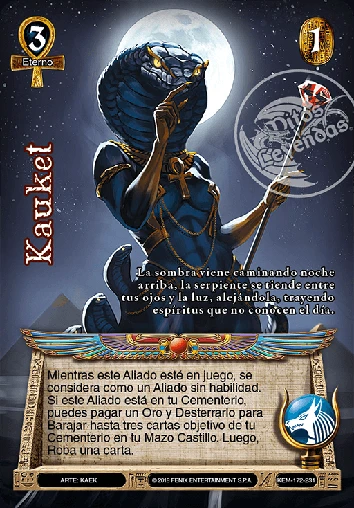 3
Eterno
1
Mitos
Leyendas
Kauket
La sombra viene caminando noche
arriba, la serpiente se tiende entre
tus ojos y la luz, alejándola, trayendo
espíritus que no conocen el día.
Mientras este Aliado esté en juego, se
considera como un Aliado sin habilidad.
Si este Aliado está en tu Cementerio,
puedes pagar un Oro y Desterrarlo para
Barajar hasta tres cartas objetivo de tu
Cementerio en tu Mazo Castillo. Luego,
Roba una carta.
ARTE: KAEK
© 2015 FENIX ENTERTAINMENT S.P.A.
KEM-172-231